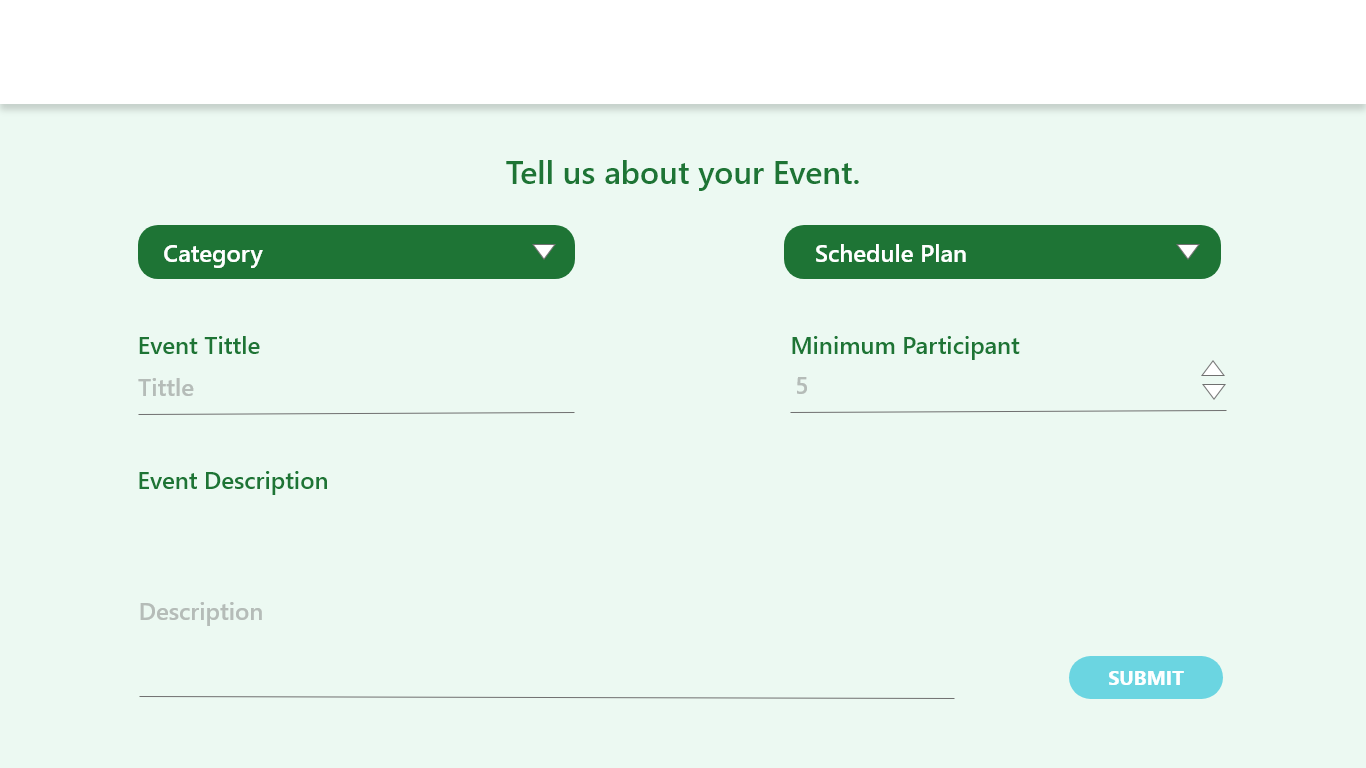 Tell us about your Event.
Category
Schedule Plan
Event Tittle
Minimum Participant
Tittle
5
Event Description
Description
SUBMIT